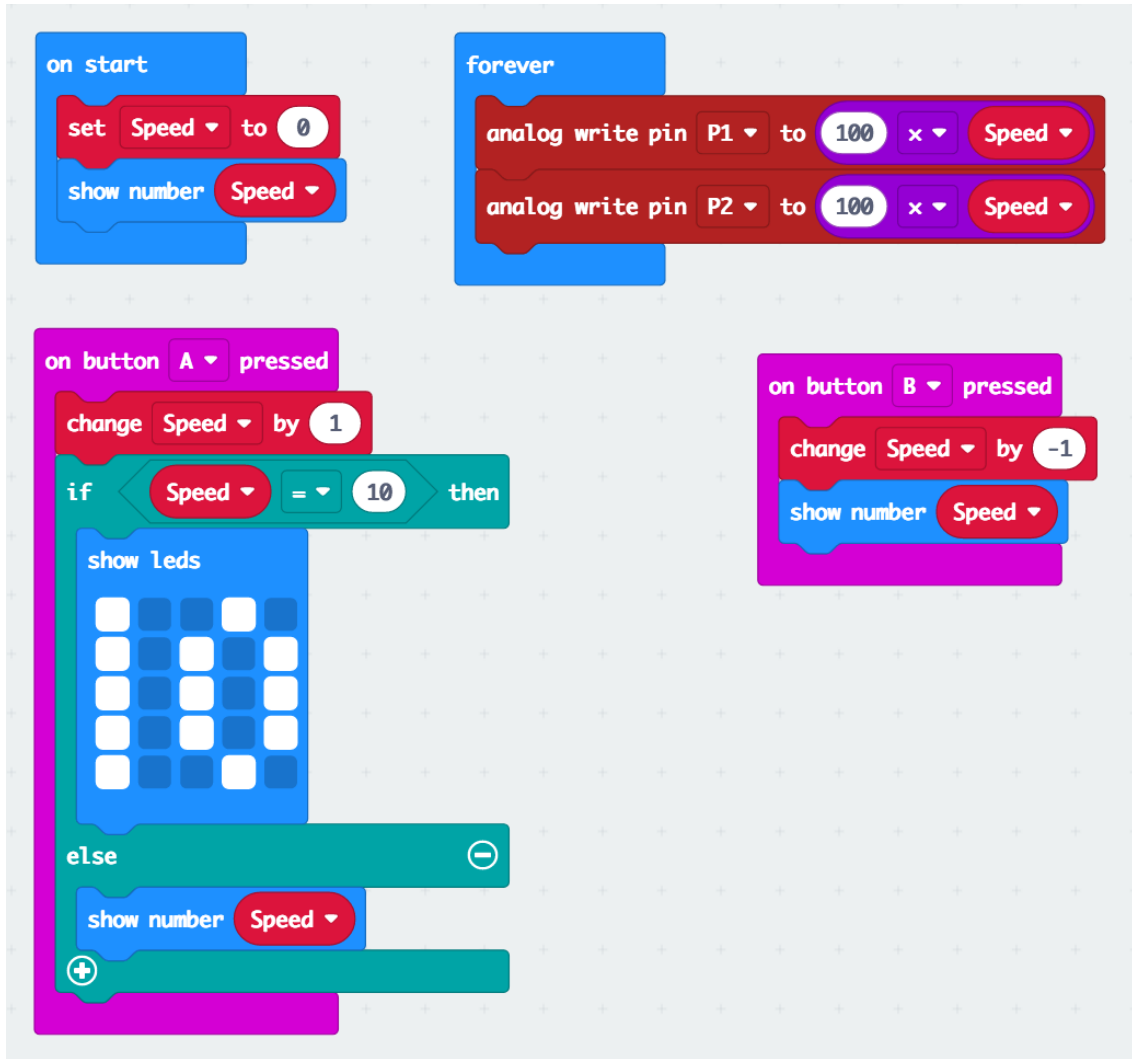 on start
set Speed to 0
show number Speed
forever
analog write pin P1 to 100 x Speed
analog write pin P2 to 100 x Speed
on button A pressed
change Speed by 1
if Speed = 10 then
show leds
else
show number Speed
on button B pressed
change Speed by -1
show number Speed